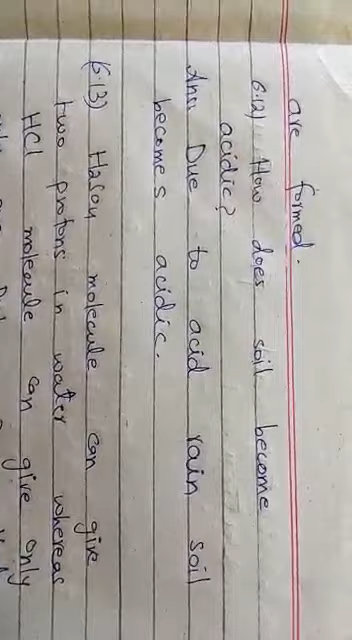 are formed.
6.12) How does soil become
acidic?
Ans: Due to acid rain soil
becomes acidic.
(6.13) H2SO4 molecule can give
two protons in water whereas
HCl molecule can give only